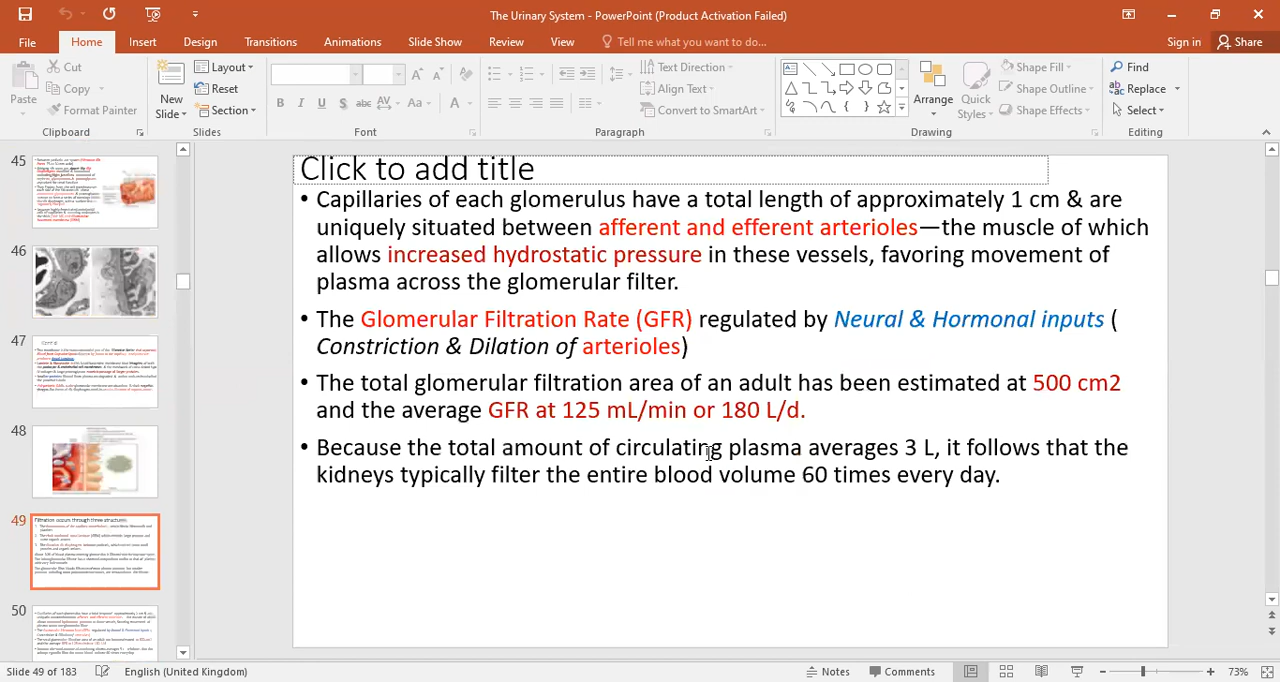 The Urinary System - PowerPoint (Product Activation Failed)
File Home Insert Design Transitions Animations Slide Show Review View Tell me what you want to do... Sign in Share
Paste
Cut
Copy
Format Painter
Clipboard
New Slide
Layout
Reset
Section
Slides
B I U S abc AV Aa A
Font
Text Direction
Align Text
Convert to SmartArt
Paragraph
Arrange
Quick Styles
Shape Fill
Shape Outline
Shape Effects
Drawing
Find
Replace
Select
Editing
45
46
47
48
49
Filtration occurs through three structures:
50
Click to add title
• Capillaries of each glomerulus have a total length of approximately 1 cm & are
uniquely situated between afferent and efferent arterioles—the muscle of which
allows increased hydrostatic pressure in these vessels, favoring movement of
plasma across the glomerular filter.
• The Glomerular Filtration Rate (GFR) regulated by Neural & Hormonal inputs (
Constriction & Dilation of arterioles)
• The total glomerular filtration area of an adult has been estimated at 500 cm2
and the average GFR at 125 mL/min or 180 L/d.
• Because the total amount of circulating plasma averages 3 L, it follows that the
kidneys typically filter the entire blood volume 60 times every day.
Slide 49 of 183 English (United Kingdom) Notes Comments 73%